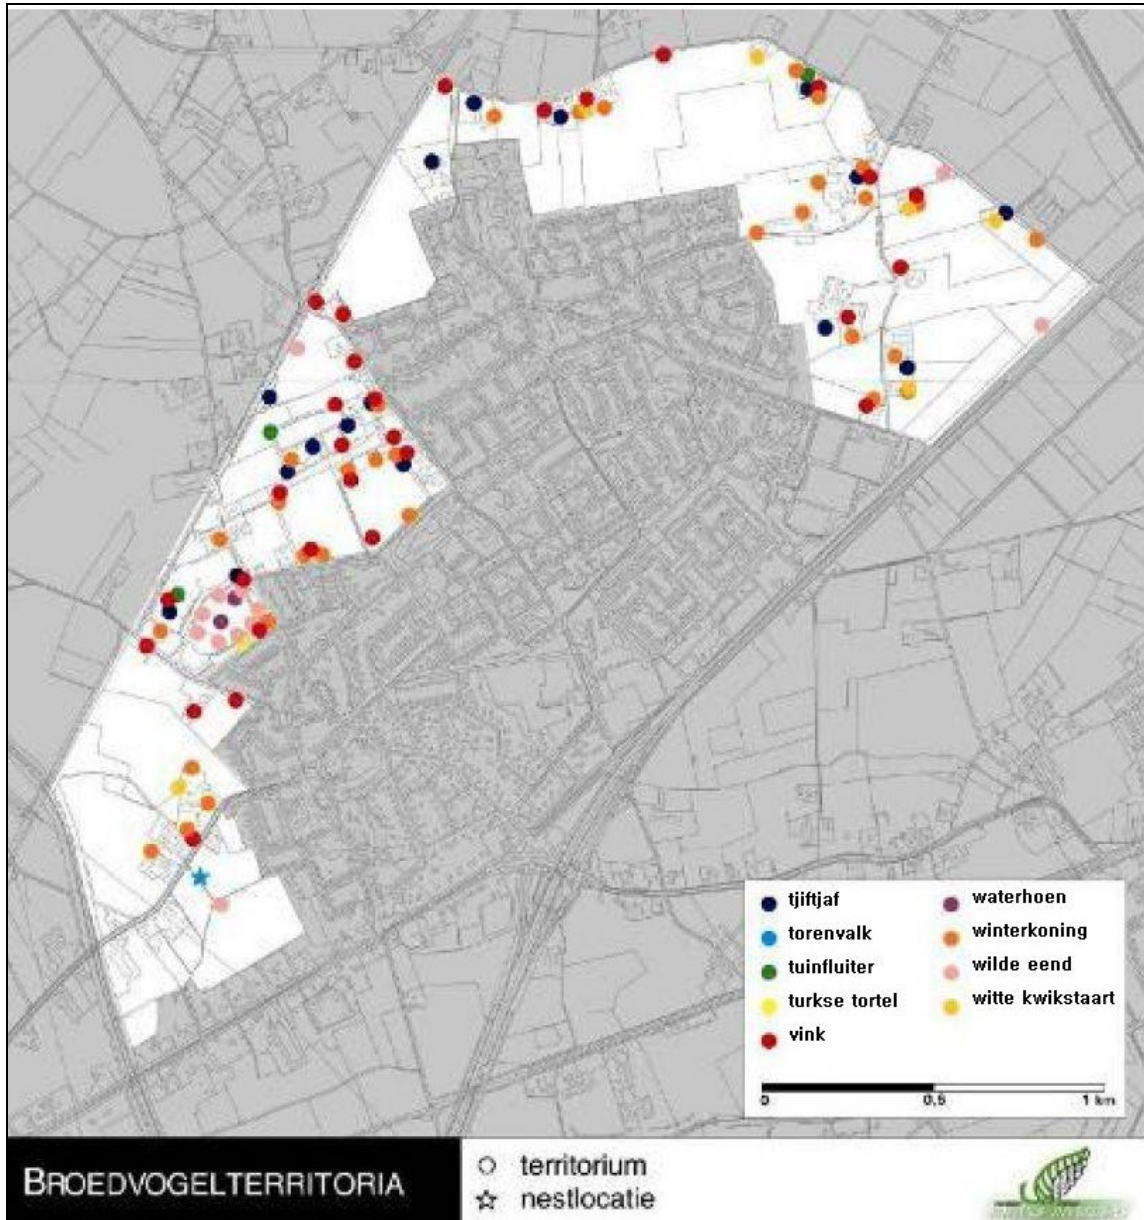 tjiftjaf
torenvalk
tuinfluiter
turkse tortel
vink
waterhoen
winterkoning
wilde eend
witte kwikstaart
0 0,5 1 km
BROEDVOGELTERRITORIA
territorium
nestlocatie